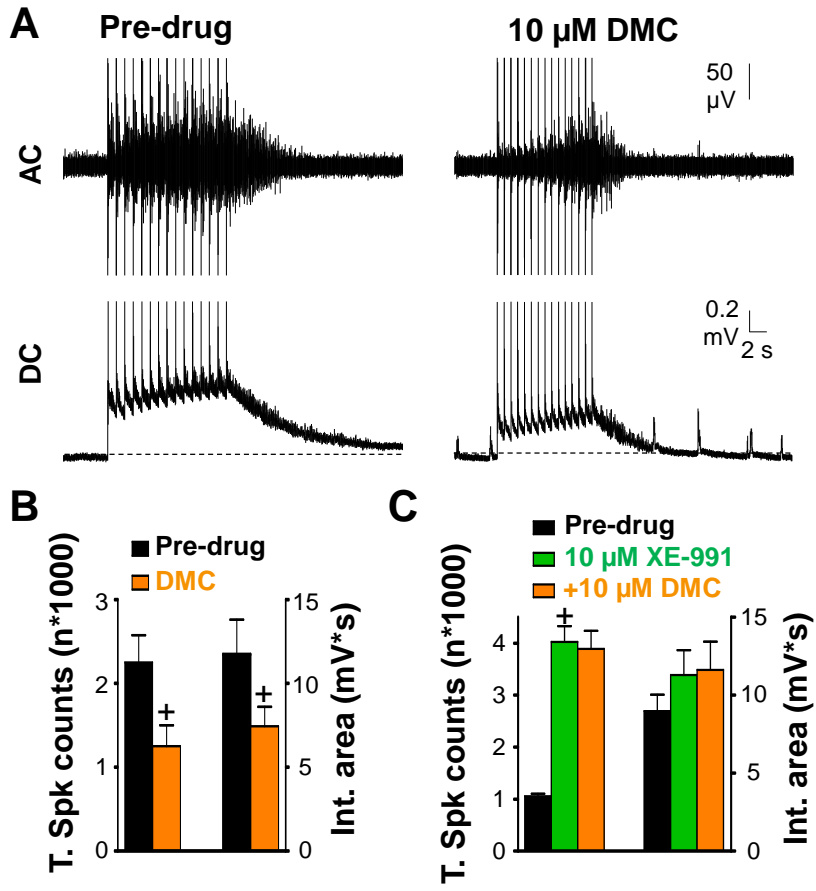 A
Pre-drug
10 µM DMC
50
µV
AC
0.2
mV
2 s
DC
B
Pre-drug
DMC
T. Spk counts (n*1000)
3
2
1
0
+
+
15
10
5
0
Int. area (mV*s)
C
Pre-drug
10 µM XE-991
+10 µM DMC
T. Spk counts (n*1000)
4
3
2
1
0
+
15
10
5
0
Int. area (mV*s)